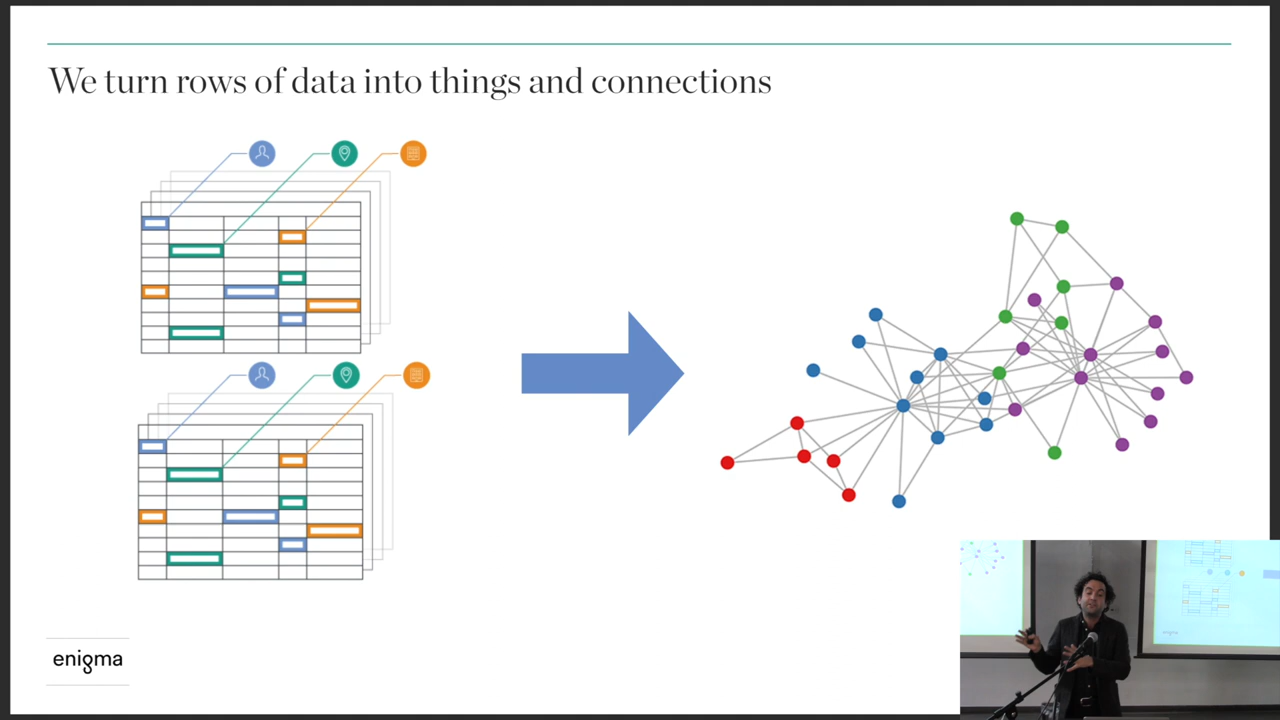 We turn rows of data into things and connections
enigma